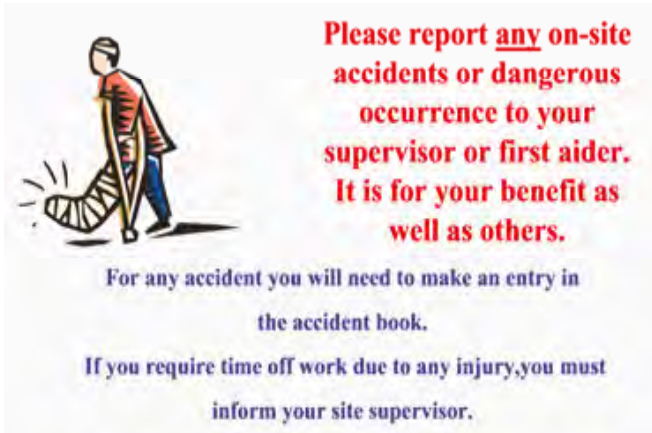 Please report any on-site
accidents or dangerous
occurrence to your
supervisor or first aider.
It is for your benefit as
well as others.
For any accident you will need to make an entry in
the accident book.
If you require time off work due to any injury,you must
inform your site supervisor.